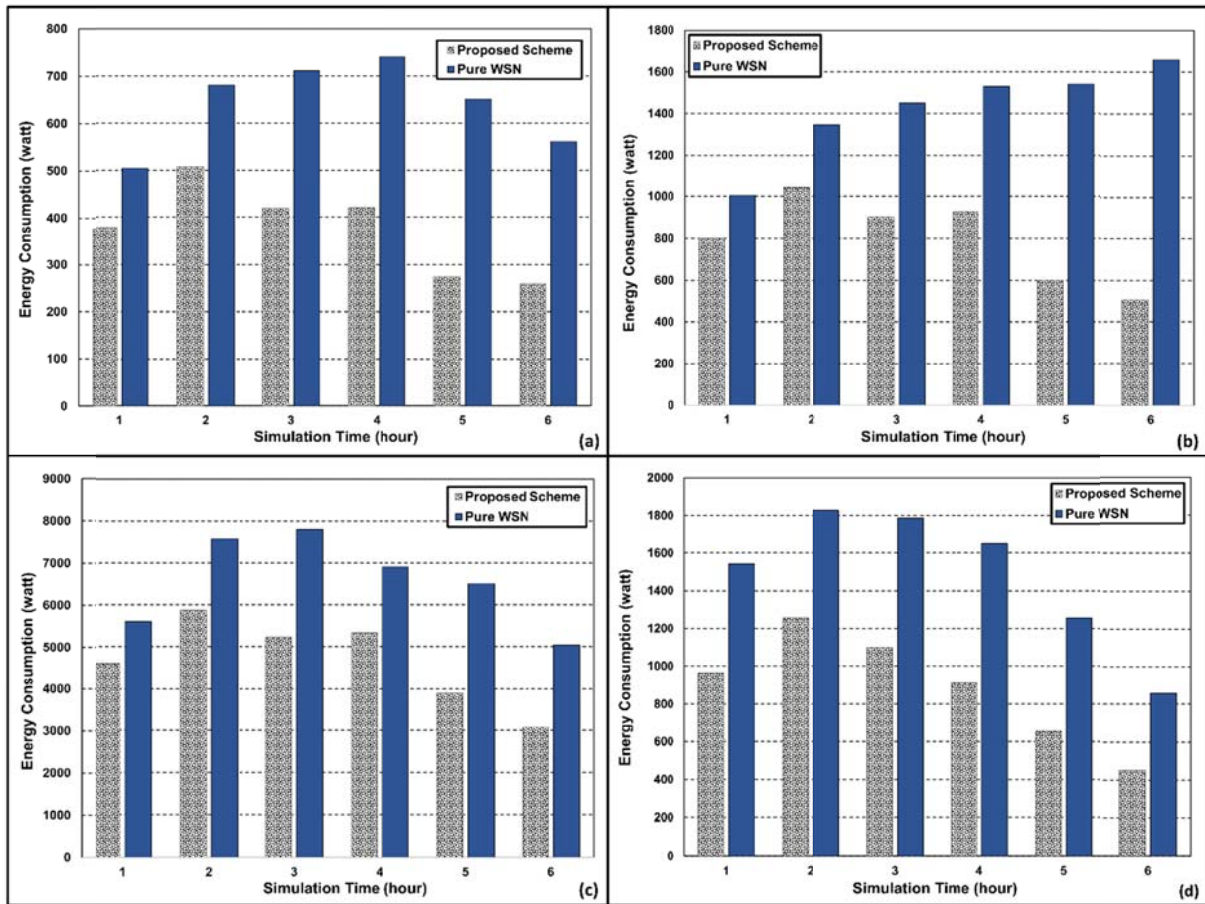 800
700
600
500
400
300
200
100
0
Energy Consumption (watt)
Proposed Scheme
Pure WSN
1 2 3 4 5 6
Simulation Time (hour)
(a)
1800
1600
1400
1200
1000
800
600
400
200
0
Energy Consumption (watt)
Proposed Scheme
Pure WSN
1 2 3 4 5 6
Simulation Time (hour)
(b)
9000
8000
7000
6000
5000
4000
3000
2000
1000
0
Energy Consumption (watt)
Proposed Scheme
Pure WSN
1 2 3 4 5 6
Simulation Time (hour)
(c)
2000
1800
1600
1400
1200
1000
800
600
400
200
0
Energy Consumption (watt)
Proposed Scheme
Pure WSN
1 2 3 4 5 6
Simulation Time (hour)
(d)